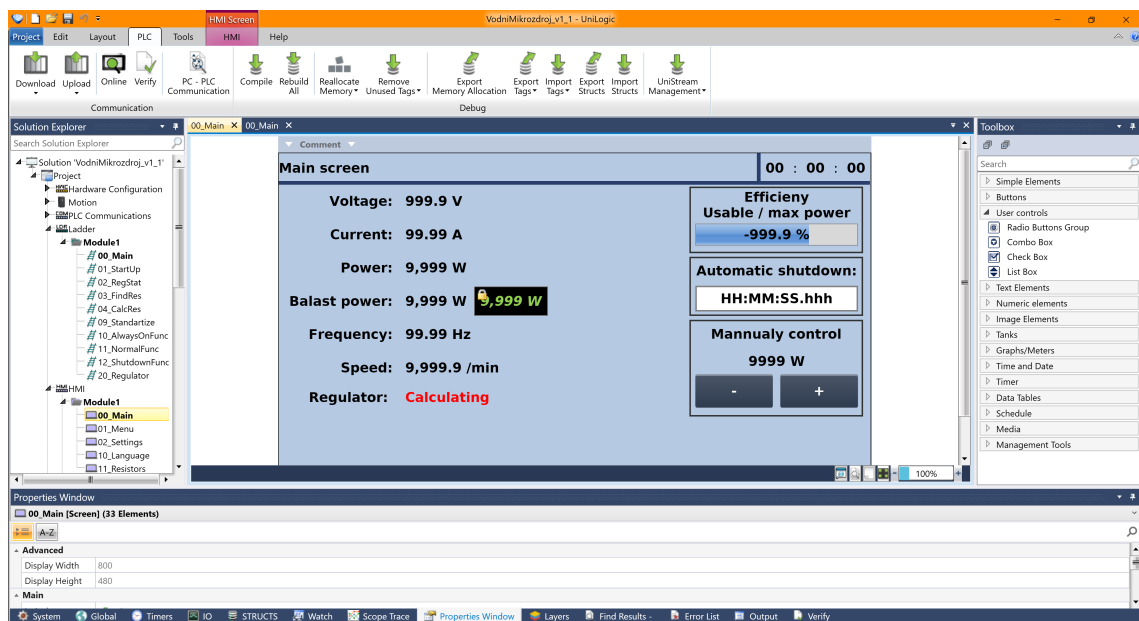 HMI Screen
VodniMikrozdroj_v1_1 - UniLogic
Project Edit Layout PLC Tools HMI Help
Download Upload Online Verify PC - PLC Communication Compile Rebuild All Reallocate Memory Remove Unused Tags Export Memory Allocation Export Tags Import Tags Export Structs Import Structs UniStream Management
Communication Debug
Solution Explorer
Search Solution Explorer
Solution 'VodniMikrozdroj_v1_1'
Project
Hardware Configuration
Motion
PLC Communications
Ladder
Module1
00_Main
01_StartUp
02_RegStat
03_FindRes
04_CalcRes
09_Standartize
10_AlwaysOnFunc
11_NormalFunc
12_ShutdownFunc
20_Regulator
HMI
Module1
00_Main
01_Menu
02_Settings
10_Language
11_Resistors
00_Main 00_Main
Comment
Main screen 00 : 00 : 00
Voltage: 999.9 V
Current: 99.99 A
Power: 9,999 W
Balast power: 9,999 W 9,999 W
Frequency: 99.99 Hz
Speed: 9,999.9 /min
Regulator: Calculating
Efficieny
Usable / max power
-999.9 %
Automatic shutdown:
HH:MM:SS.hhh
Mannualy control
9999 W
- +
100%
Toolbox
Search
Simple Elements
Buttons
User controls
Radio Buttons Group
Combo Box
Check Box
List Box
Text Elements
Numeric elements
Image Elements
Tanks
Graphs/Meters
Time and Date
Timer
Data Tables
Schedule
Media
Management Tools
Properties Window
00_Main [Screen] (33 Elements)
A-Z
Advanced
Display Width 800
Display Height 480
Main
System Global Timers IO STRUCTS Watch Scope Trace Properties Window Layers Find Results - Error List Output Verify